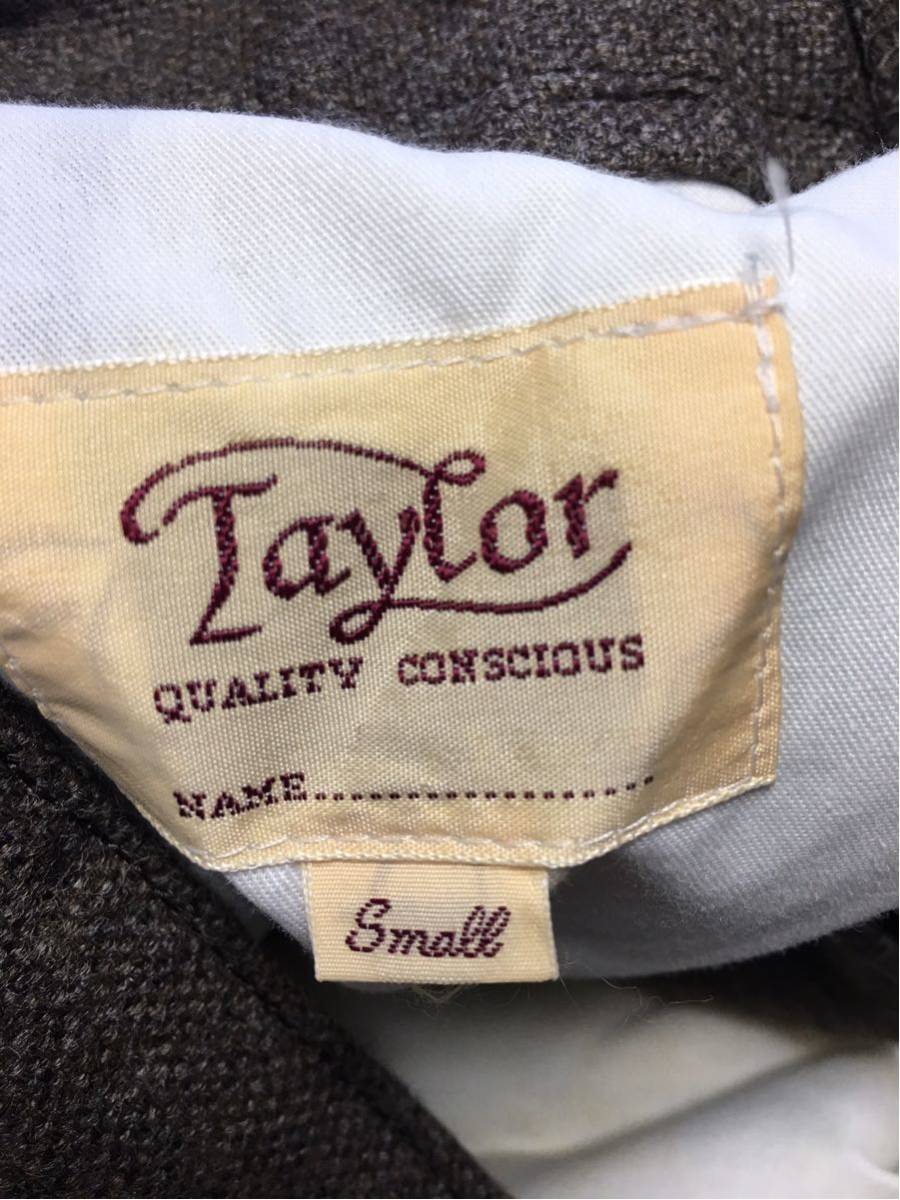 Taylor
QUALITY CONSCIOUS
NAME..................
Small